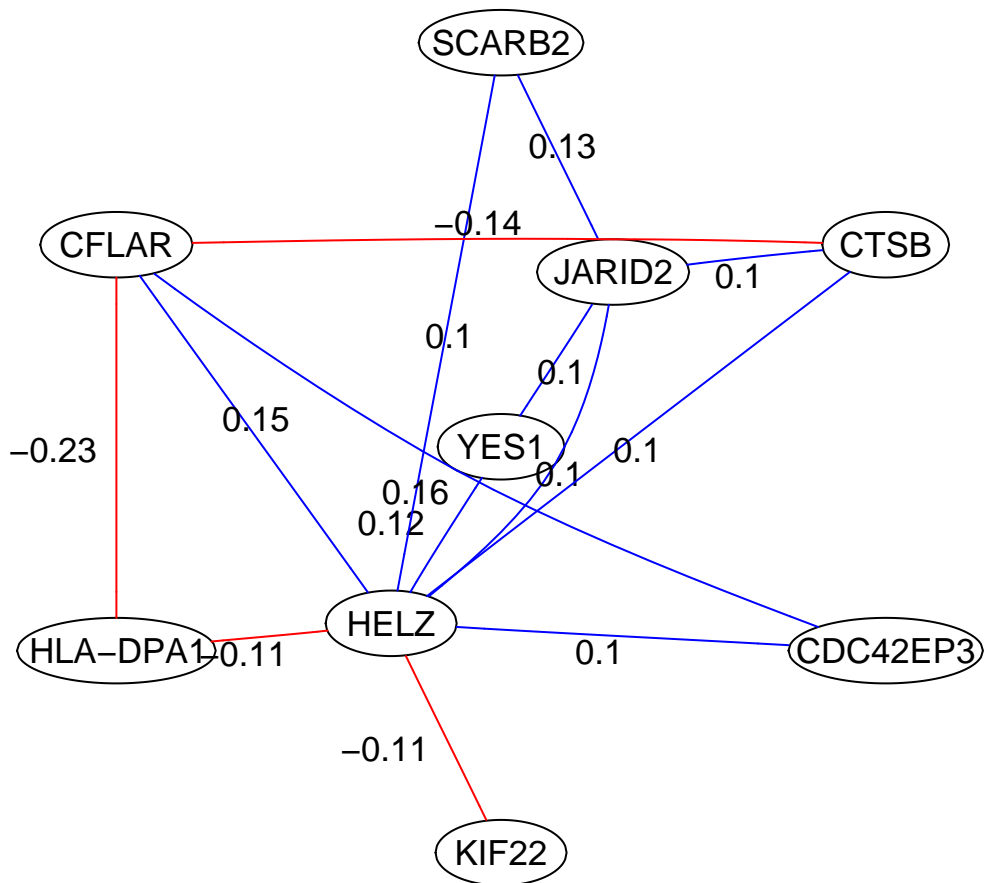 SCARB2
0.13
−0.14
CFLAR
CTSB
JARID2
0.1
0.1
0.1
0.15
YES1
−0.23
0.1
0.1
0.16
0.12
HELZ
HLA−DPA1
−0.11
0.1
CDC42EP3
−0.11
KIF22